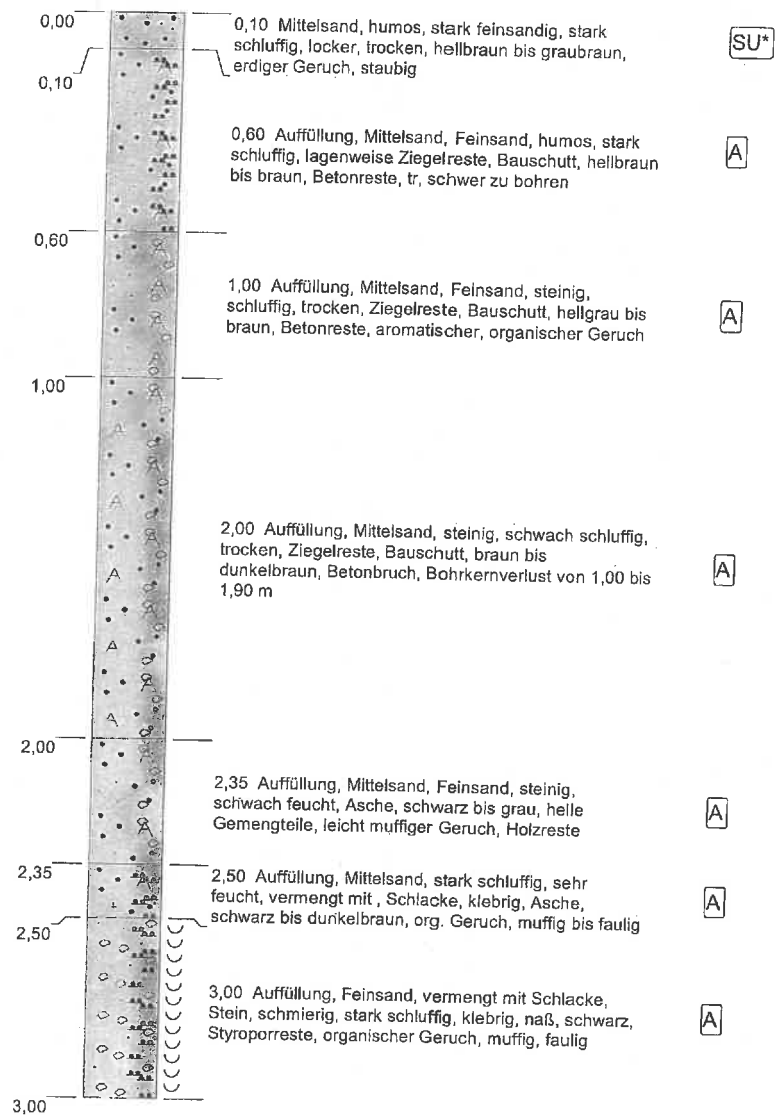 0,00
0,10 Mittelsand, humos, stark feinsandig, stark
schluffig, locker, trocken, hellbraun bis graubraun,
erdiger Geruch, staubig
SU*
0,10
0,60 Auffüllung, Mittelsand, Feinsand, humos, stark
schluffig, lagenweise Ziegelreste, Bauschutt, hellbraun
bis braun, Betonreste, tr, schwer zu bohren
A
0,60
1,00 Auffüllung, Mittelsand, Feinsand, steinig,
schluffig, trocken, Ziegelreste, Bauschutt, hellgrau bis
braun, Betonreste, aromatischer, organischer Geruch
A
1,00
2,00 Auffüllung, Mittelsand, steinig, schwach schluffig,
trocken, Ziegelreste, Bauschutt, braun bis
dunkelbraun, Betonbruch, Bohrkernverlust von 1,00 bis
1,90 m
A
2,00
2,35 Auffüllung, Mittelsand, Feinsand, steinig,
schwach feucht, Asche, schwarz bis grau, helle
Gemengteile, leicht muffiger Geruch, Holzreste
A
2,35
2,50 Auffüllung, Mittelsand, stark schluffig, sehr
feucht, vermengt mit , Schlacke, klebrig, Asche,
schwarz bis dunkelbraun, org. Geruch, muffig bis faulig
A
2,50
3,00 Auffüllung, Feinsand, vermengt mit Schlacke,
Stein, schmierig, stark schluffig, klebrig, naß, schwarz,
Styroporreste, organischer Geruch, muffig, faulig
A
3,00